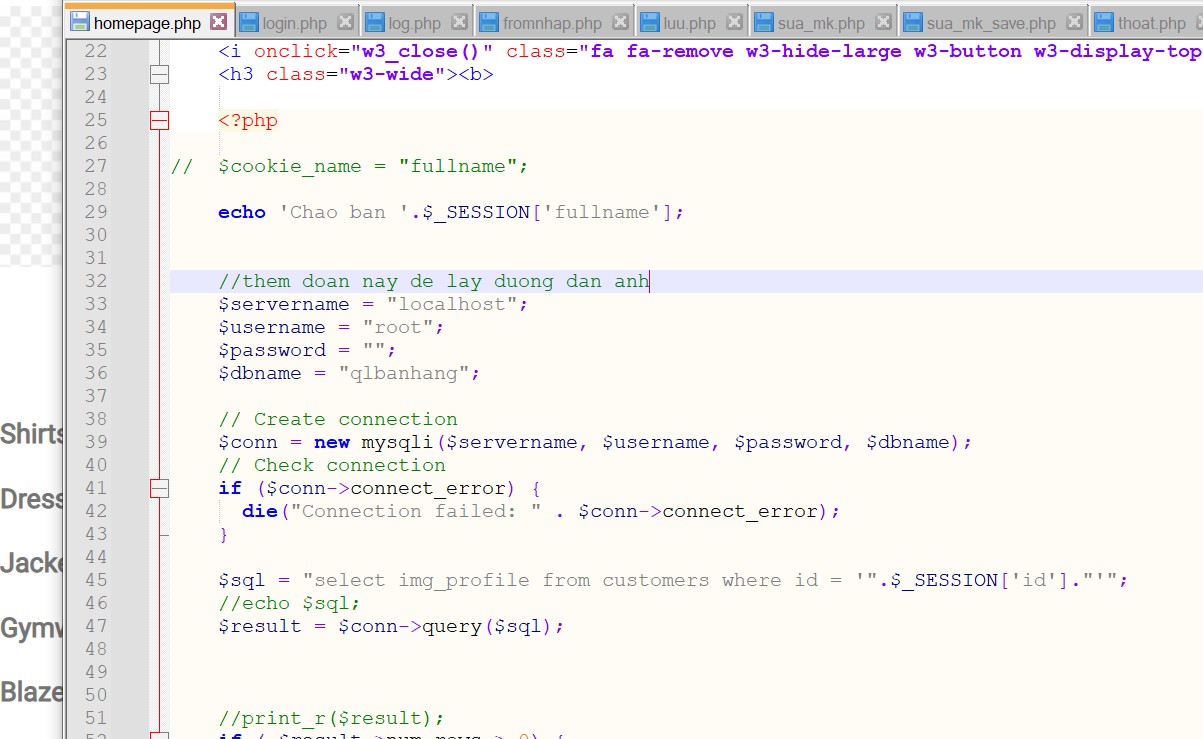 homepage.php login.php log.php fromnhap.php luu.php sua_mk.php sua_mk_save.php thoat.php
22 <i onclick="w3_close()" class="fa fa-remove w3-hide-large w3-button w3-display-top
23 <h3 class="w3-wide"><b>
24
25 <?php
26
27 // $cookie_name = "fullname";
28
29 echo 'Chao ban '.$_SESSION['fullname'];
30
31
32 //them doan nay de lay duong dan anh
33 $servername = "localhost";
34 $username = "root";
35 $password = "";
36 $dbname = "qlbanhang";
37
38 // Create connection
39 $conn = new mysqli($servername, $username, $password, $dbname);
40 // Check connection
41 if ($conn->connect_error) {
42 die("Connection failed: " . $conn->connect_error);
43 }
44
45 $sql = "select img_profile from customers where id = '".$_SESSION['id']."'";
46 //echo $sql;
47 $result = $conn->query($sql);
48
49
50
51 //print_r($result);
52 if ( $result->num_rows > 0) {
Shirts
Dress
Jacke
Gymw
Blaze